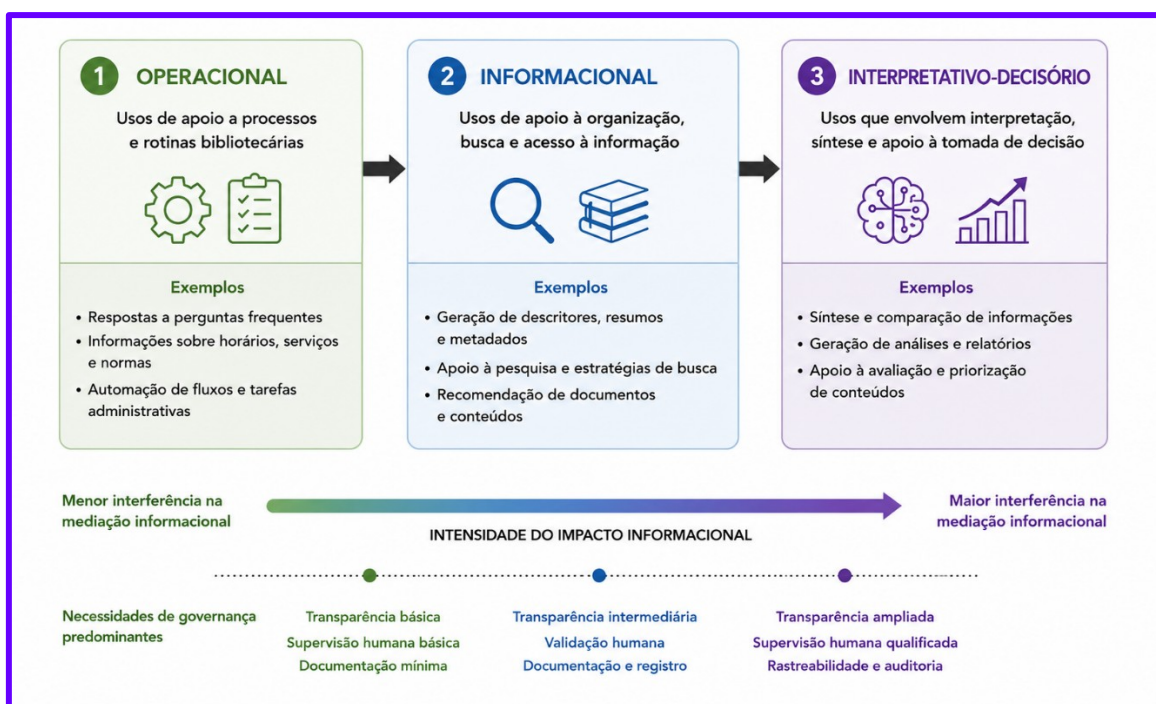 1 OPERACIONAL
Usos de apoio a processos
e rotinas bibliotecárias
Exemplos
• Respostas a perguntas frequentes
• Informações sobre horários, serviços
e normas
• Automação de fluxos e tarefas
administrativas
2 INFORMACIONAL
Usos de apoio à organização,
busca e acesso à informação
Exemplos
• Geração de descritores, resumos
e metadados
• Apoio à pesquisa e estratégias de busca
• Recomendação de documentos
e conteúdos
3 INTERPRETATIVO-DECISÓRIO
Usos que envolvem interpretação,
síntese e apoio à tomada de decisão
Exemplos
• Síntese e comparação de informações
• Geração de análises e relatórios
• Apoio à avaliação e priorização
de conteúdos
Menor interferência na
mediação informacional
INTENSIDADE DO IMPACTO INFORMACIONAL
Maior interferência na
mediação informacional
Necessidades de governança
predominantes
Transparência básica
Supervisão humana básica
Documentação mínima
Transparência intermediária
Validação humana
Documentação e registro
Transparência ampliada
Supervisão humana qualificada
Rastreabilidade e auditoria